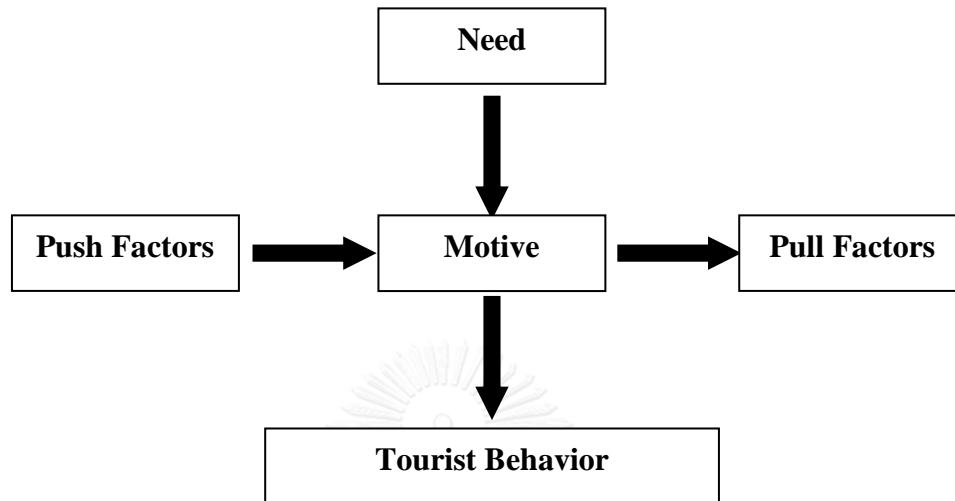 Need
Push Factors
Motive
Pull Factors
Tourist Behavior